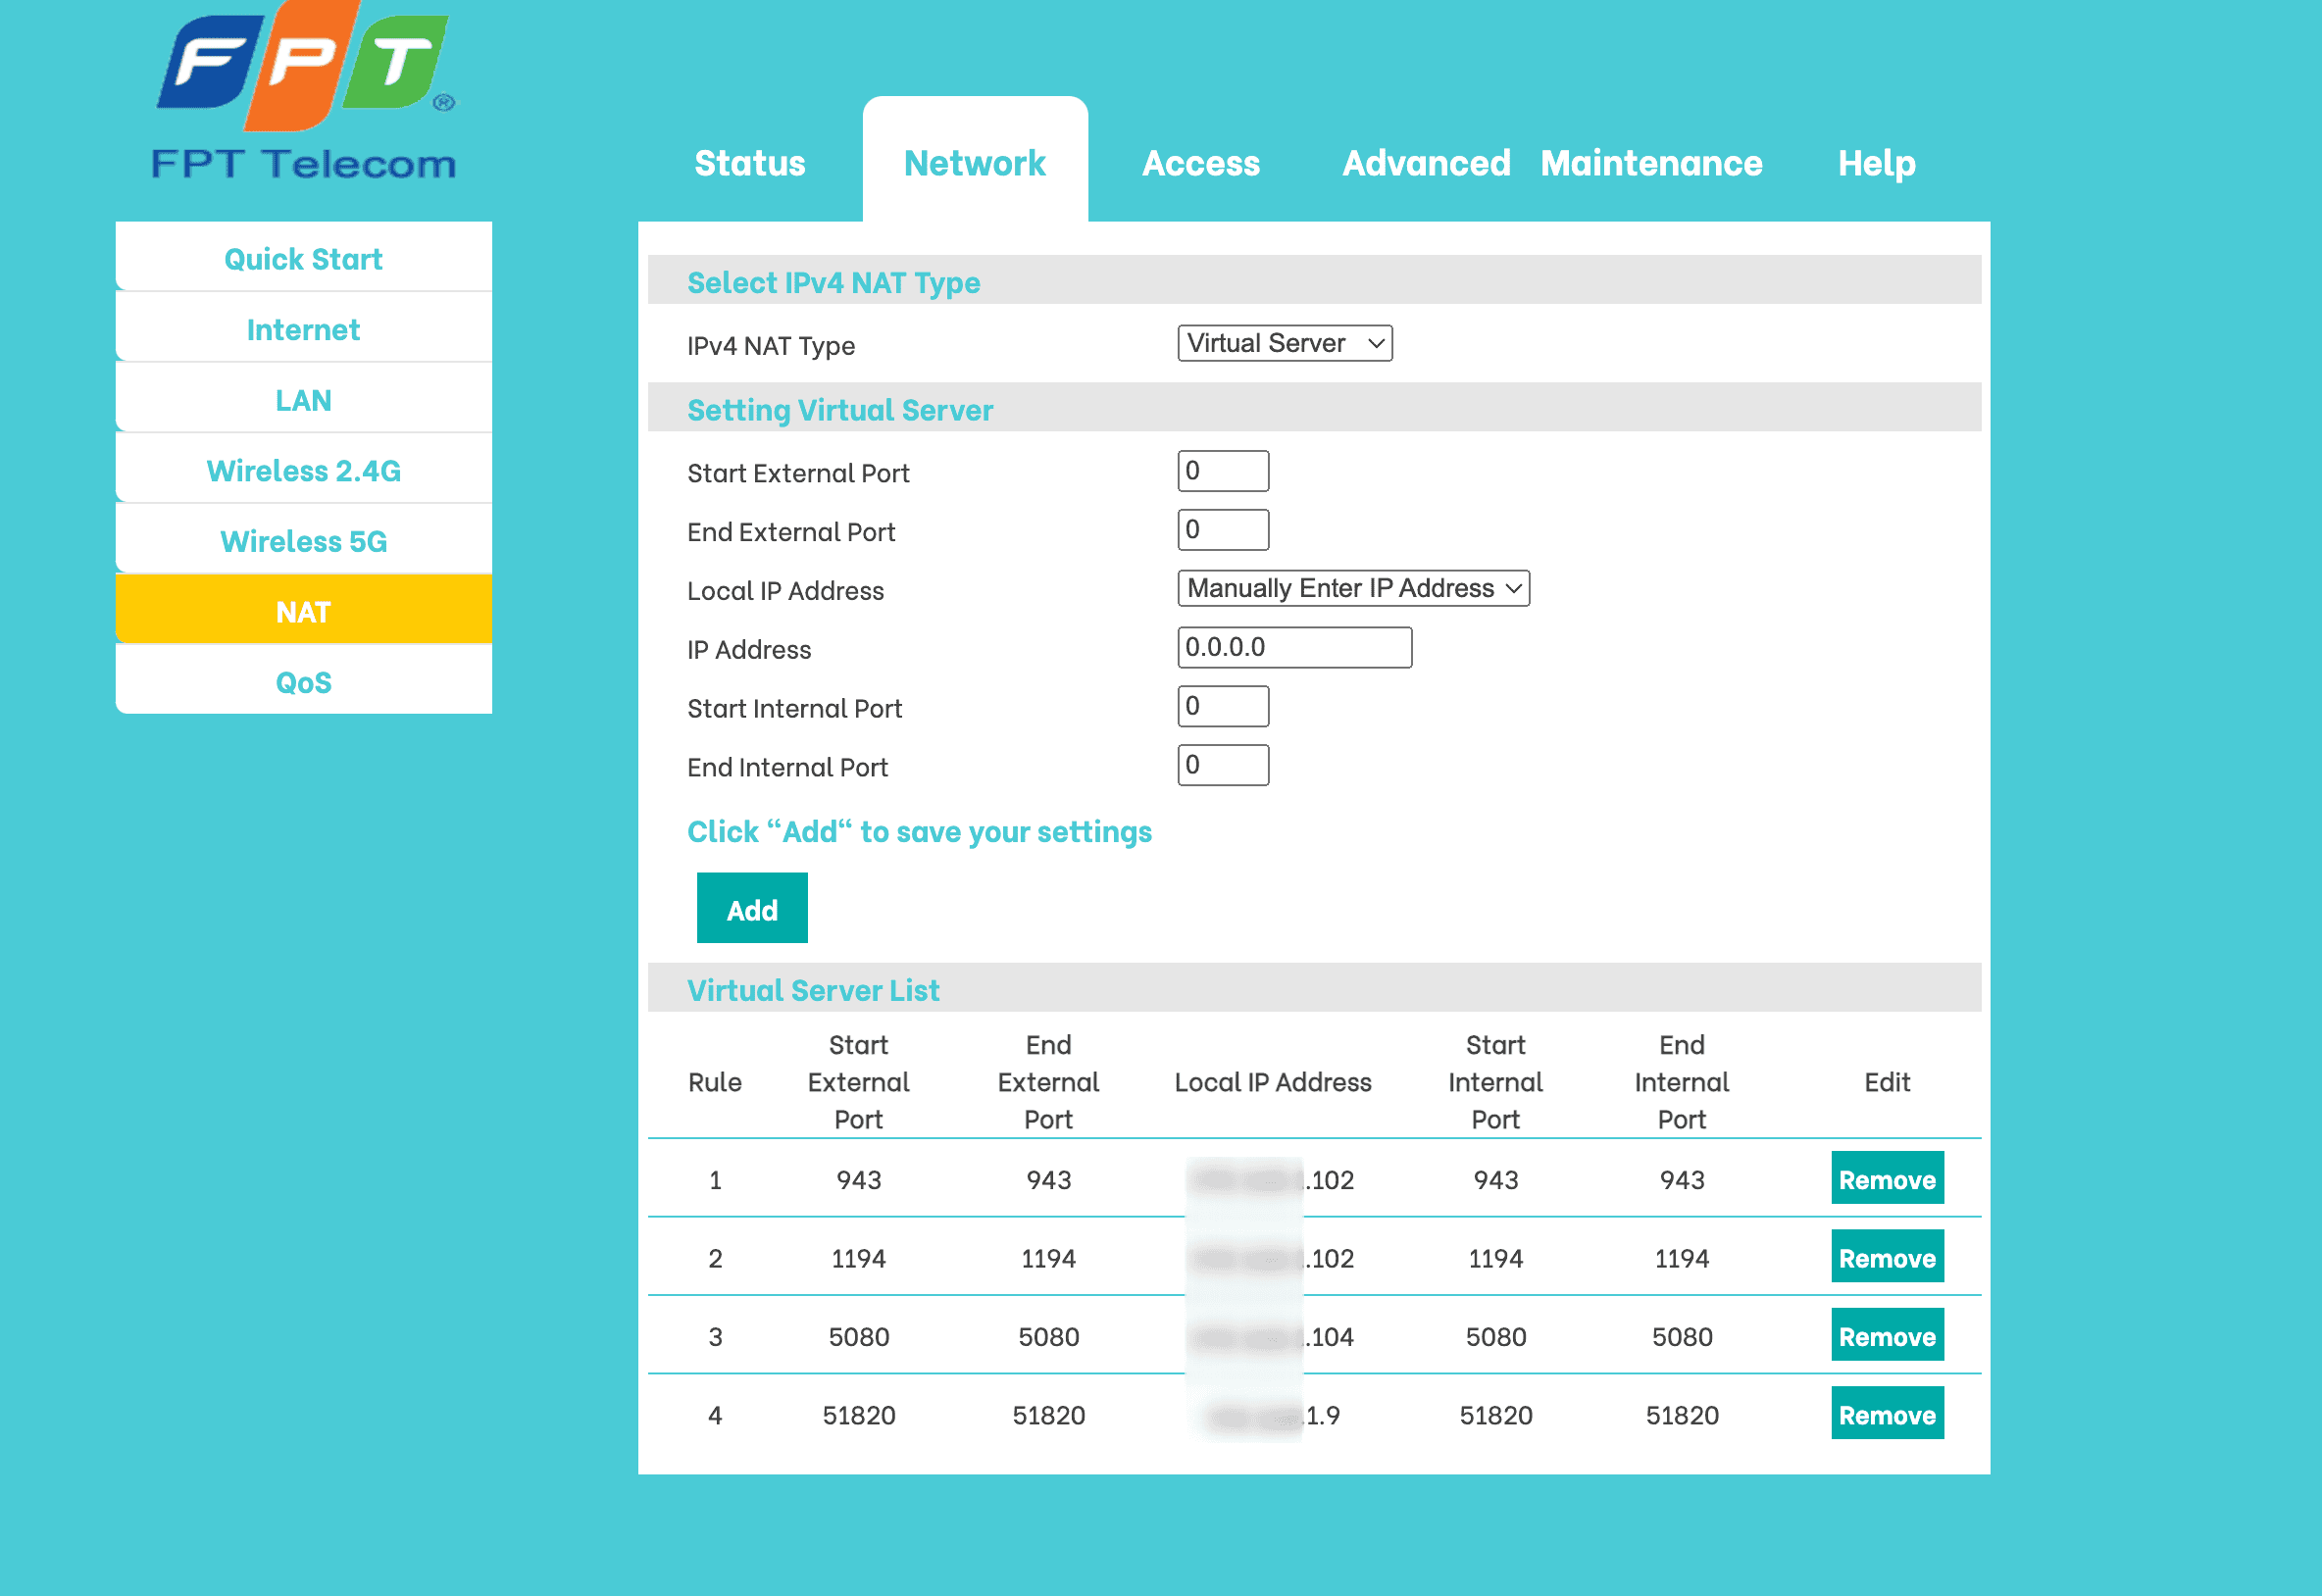 FPT®
FPT Telecom
Status Network Access Advanced Maintenance Help
Quick Start
Internet
LAN
Wireless 2.4G
Wireless 5G
NAT
QoS
Select IPv4 NAT Type
IPv4 NAT Type Virtual Server
Setting Virtual Server
Start External Port 0
End External Port 0
Local IP Address Manually Enter IP Address
IP Address 0.0.0.0
Start Internal Port 0
End Internal Port 0
Click “Add“ to save your settings
Add
Virtual Server List
Rule Start External Port End External Port Local IP Address Start Internal Port End Internal Port Edit
1 943 943 .102 943 943 Remove
2 1194 1194 .102 1194 1194 Remove
3 5080 5080 .104 5080 5080 Remove
4 51820 51820 1.9 51820 51820 Remove